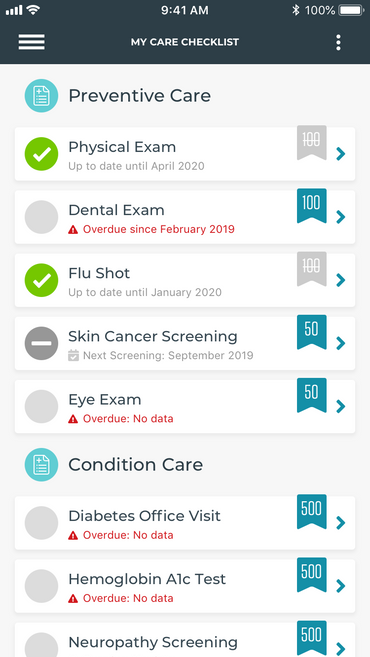 9:41 AM
100%
MY CARE CHECKLIST
Preventive Care
Physical Exam
100
Up to date until April 2020
Dental Exam
100
Overdue since February 2019
Flu Shot
100
Up to date until January 2020
Skin Cancer Screening
50
Next Screening: September 2019
Eye Exam
50
Overdue: No data
Condition Care
Diabetes Office Visit
500
Overdue: No data
Hemoglobin A1c Test
500
Overdue: No data
Neuropathy Screening
500